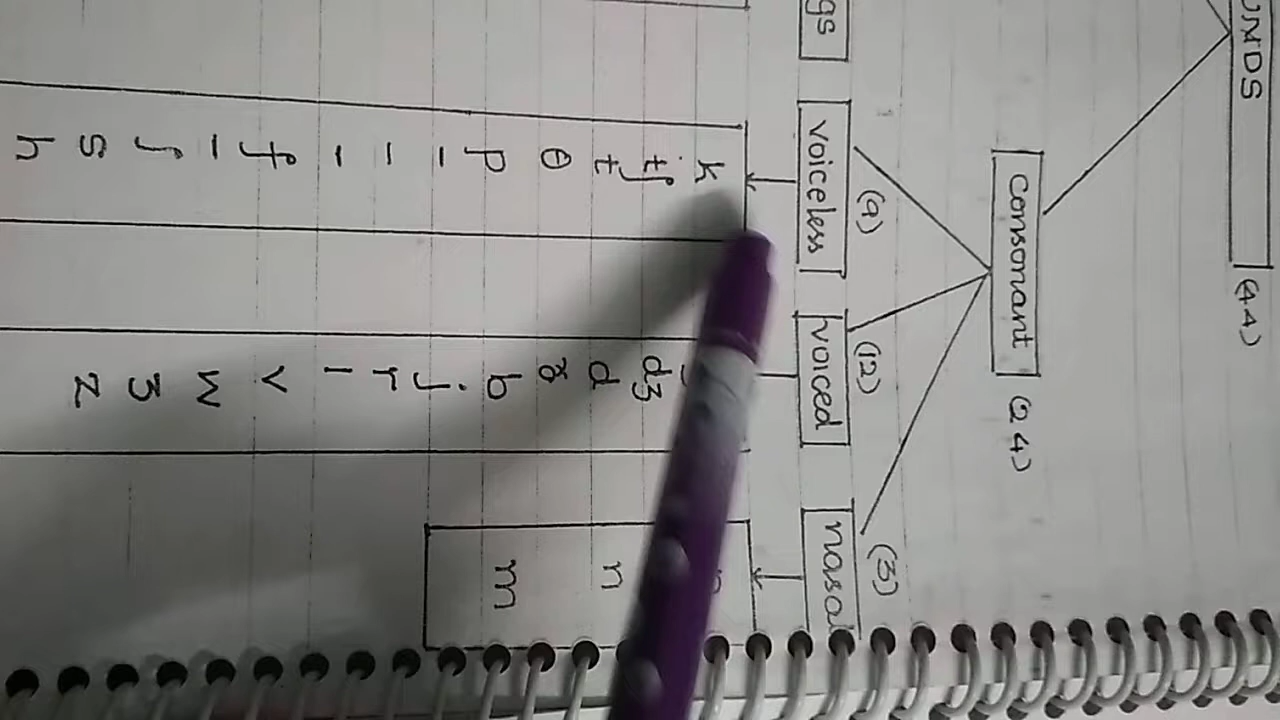 UNDS (44)
Consonant (24)
(9) (12) (3)
gs voiceless voiced nasal
k
tʃ dʒ
t d n
θ ð
p b m
- j
- r
- l
f v
- w
ʃ ʒ
s z
h